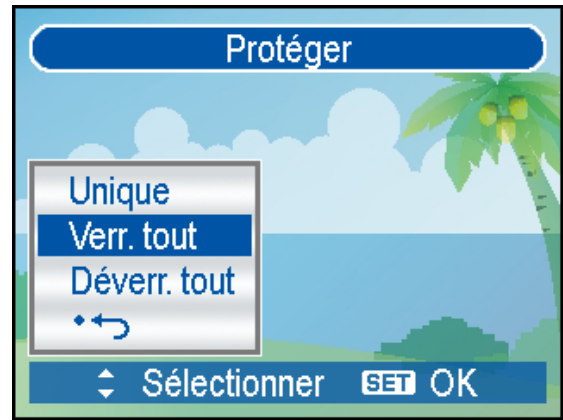 Protéger
Unique
Verr. tout
Déverr. tout
Sélectionner SET OK